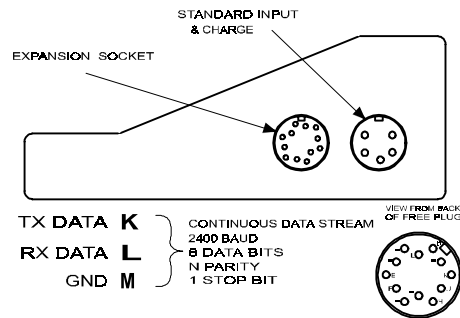 STANDARD INPUT
& CHARGE
EXPANSION SOCKET
VIEW FROM BACK
OF FREE PLUG
TX DATA K
RX DATA L
GND M
CONTINUOUS DATA STREAM
2400 BAUD
8 DATA BITS
N PARITY
1 STOP BIT